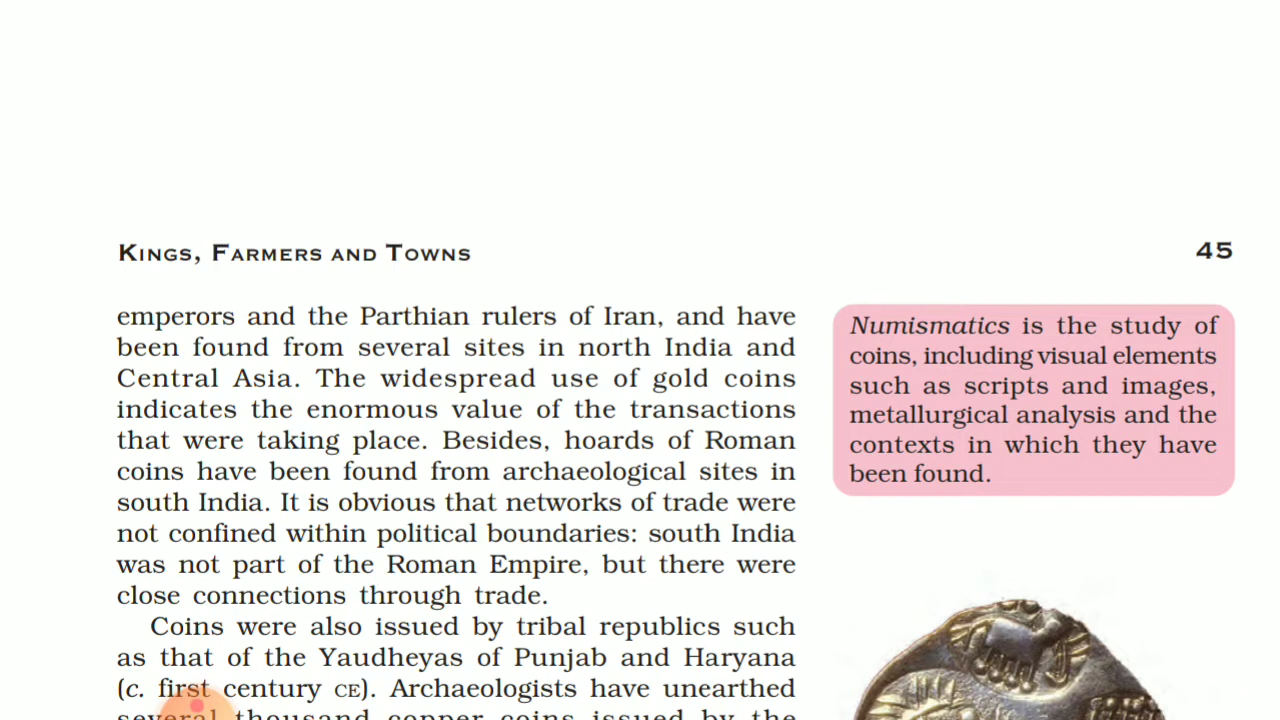 KINGS, FARMERS AND TOWNS
45
emperors and the Parthian rulers of Iran, and have
been found from several sites in north India and
Central Asia. The widespread use of gold coins
indicates the enormous value of the transactions
that were taking place. Besides, hoards of Roman
coins have been found from archaeological sites in
south India. It is obvious that networks of trade were
not confined within political boundaries: south India
was not part of the Roman Empire, but there were
close connections through trade.
Coins were also issued by tribal republics such
as that of the Yaudheyas of Punjab and Haryana
(c. first century CE). Archaeologists have unearthed
several thousand copper coins issued by the
Numismatics is the study of
coins, including visual elements
such as scripts and images,
metallurgical analysis and the
contexts in which they have
been found.